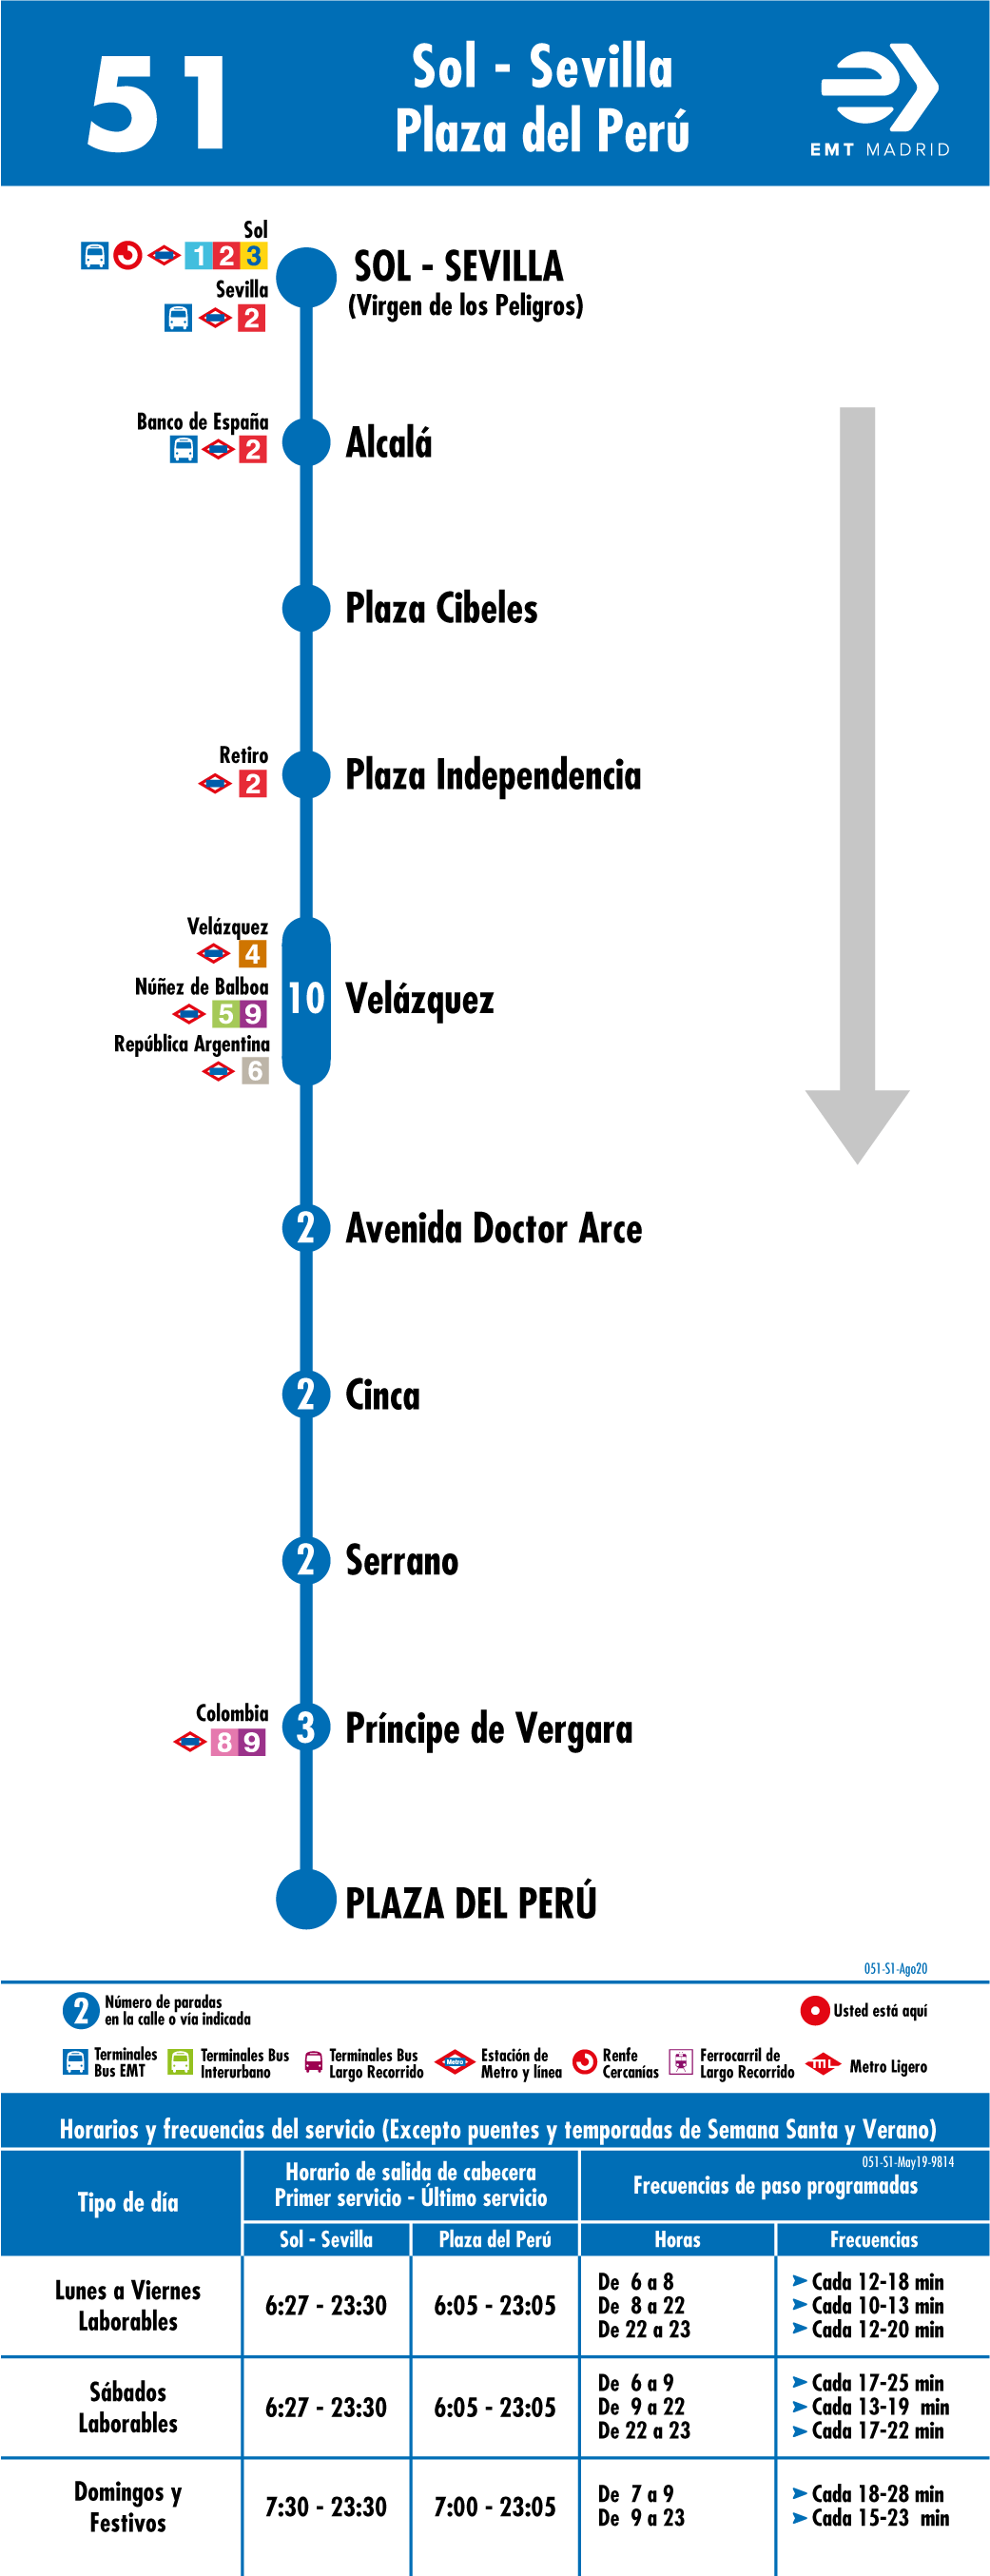 51
Sol - Sevilla
Plaza del Perú
EMT MADRID
Sol
1 2 3
Sevilla
2
SOL - SEVILLA
(Virgen de los Peligros)
Banco de España
2
Alcalá
Plaza Cibeles
Retiro
2
Plaza Independencia
Velázquez
4
Núñez de Balboa
5 9
República Argentina
6
10
Velázquez
2
Avenida Doctor Arce
2
Cinca
2
Serrano
Colombia
8 9
3
Príncipe de Vergara
PLAZA DEL PERÚ
051-S1-Ago20
2
Número de paradas
en la calle o vía indicada
Usted está aquí
Terminales
Bus EMT
Terminales Bus
Interurbano
Terminales Bus
Largo Recorrido
Metro
Estación de
Metro y línea
Renfe
Cercanías
Ferrocarril de
Largo Recorrido
ML
Metro Ligero
Horarios y frecuencias del servicio (Excepto puentes y temporadas de Semana Santa y Verano)
051-S1-May19-9814
Tipo de día
Horario de salida de cabecera
Primer servicio - Último servicio
Frecuencias de paso programadas
Sol - Sevilla
Plaza del Perú
Horas
Frecuencias
Lunes a Viernes
Laborables
6:27 - 23:30
6:05 - 23:05
De 6 a 8
De 8 a 22
De 22 a 23
Cada 12-18 min
Cada 10-13 min
Cada 12-20 min
Sábados
Laborables
6:27 - 23:30
6:05 - 23:05
De 6 a 9
De 9 a 22
De 22 a 23
Cada 17-25 min
Cada 13-19 min
Cada 17-22 min
Domingos y
Festivos
7:30 - 23:30
7:00 - 23:05
De 7 a 9
De 9 a 23
Cada 18-28 min
Cada 15-23 min